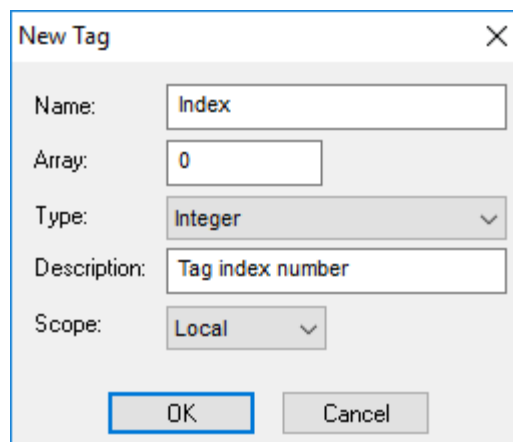 New Tag
Name: Index
Array: 0
Type: Integer
Description: Tag index number
Scope: Local
OK Cancel